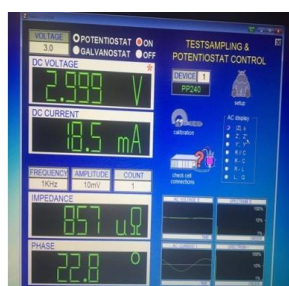 VOLTAGE
3.0
POTENTIOSTAT ON
GALVANOSTAT OFF
DC VOLTAGE
2.999 V
DC CURRENT
18.5 mA
FREQUENCY AMPLITUDE COUNT
1KHz 10mV 1
IMPEDANCE
857 uΩ
PHASE
22.8 °
TESTSAMPLING &
POTENTIOSTAT CONTROL
DEVICE 1
PP240
setup
calibration
AC display
check cell
connections